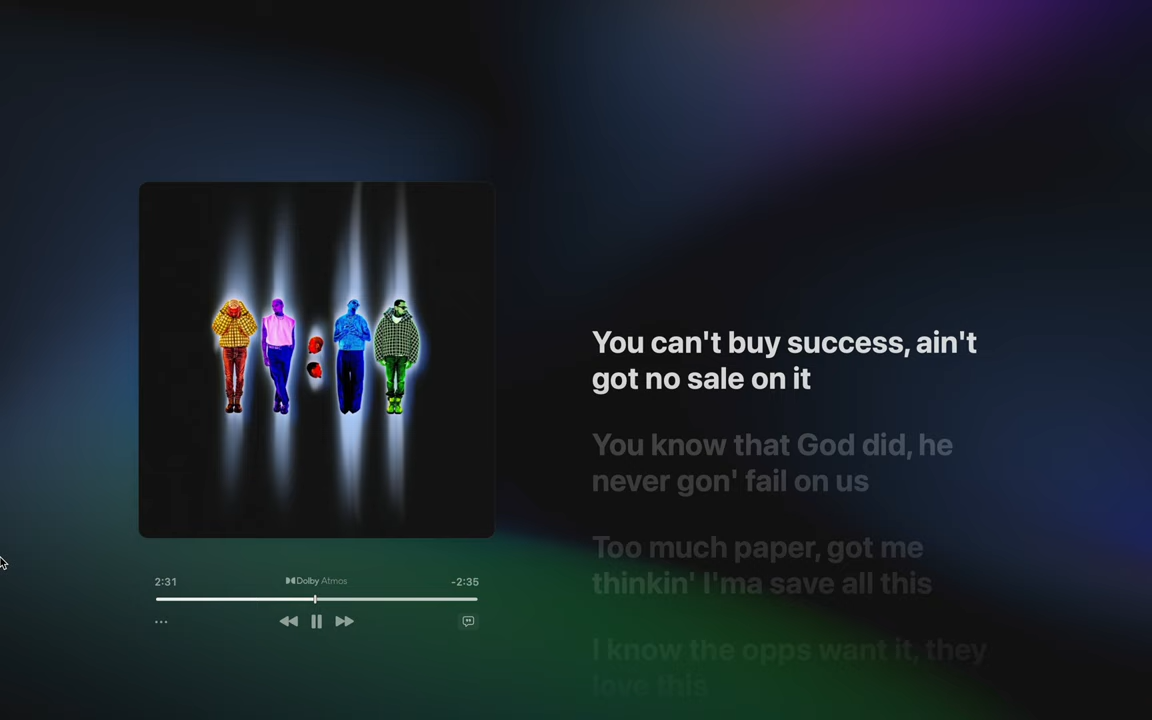 You can't buy success, ain't
got no sale on it
You know that God did, he
never gon' fail on us
Too much paper, got me
thinkin' I'ma save all this
I know the opps want it, they
love this
2:31
Dolby Atmos
-2:35